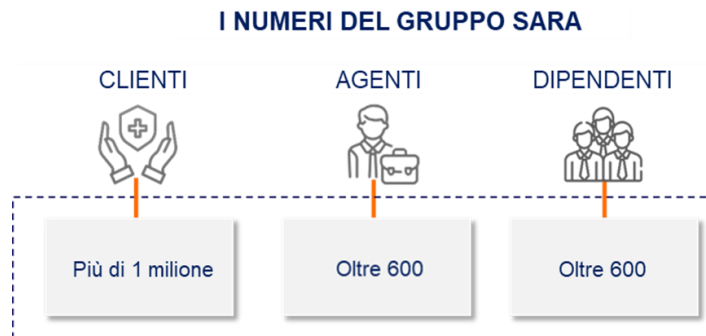 I NUMERI DEL GRUPPO SARA
CLIENTI
AGENTI
DIPENDENTI
Più di 1 milione
Oltre 600
Oltre 600